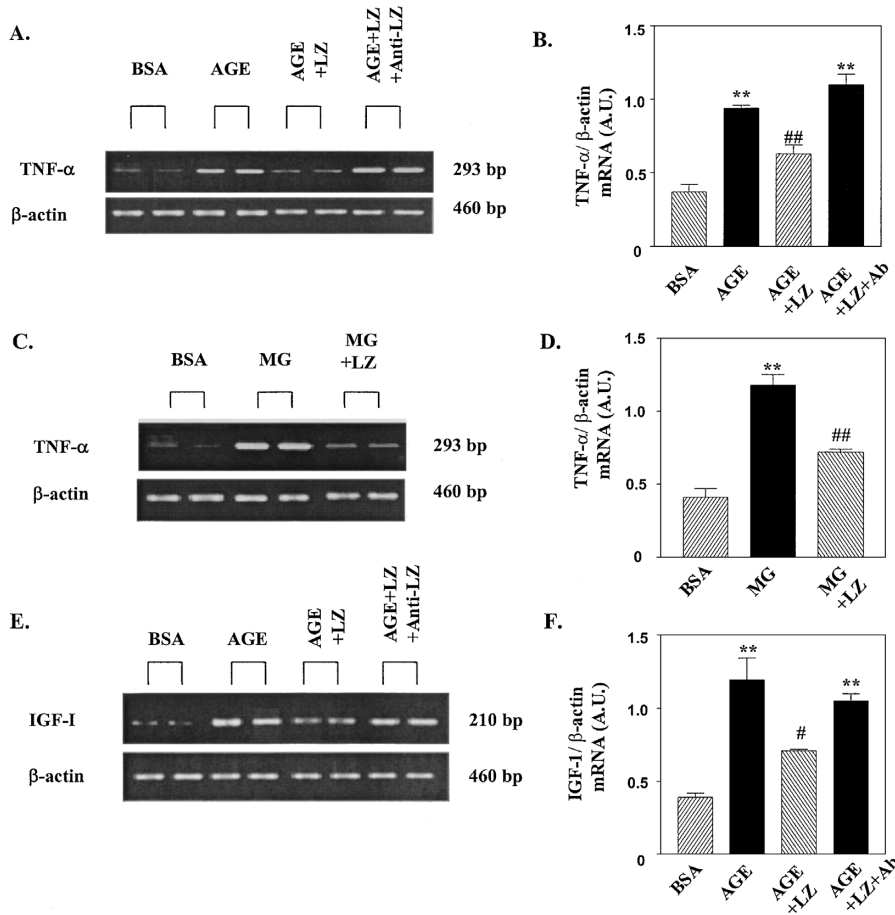 A.
BSA
AGE
AGE
+LZ
AGE+LZ
+Anti-LZ
TNF-α
293 bp
β-actin
460 bp
B.
TNF-α/ β-actin
mRNA (A.U.)
1.5
1.0
0.5
0
**
##
**
BSA
AGE
AGE
+LZ
AGE
+LZ+Ab
C.
BSA
MG
MG
+LZ
TNF-α
293 bp
β-actin
460 bp
D.
TNF-α/ β-actin
mRNA (A.U.)
1.5
1.0
0.5
0
**
##
BSA
MG
MG
+LZ
E.
BSA
AGE
AGE
+LZ
AGE+LZ
+Anti-LZ
IGF-I
210 bp
β-actin
460 bp
F.
IGF-1/ β-actin
mRNA (A.U.)
1.5
1.0
0.5
0
**
#
**
BSA
AGE
AGE
+LZ
AGE
+LZ+Ab